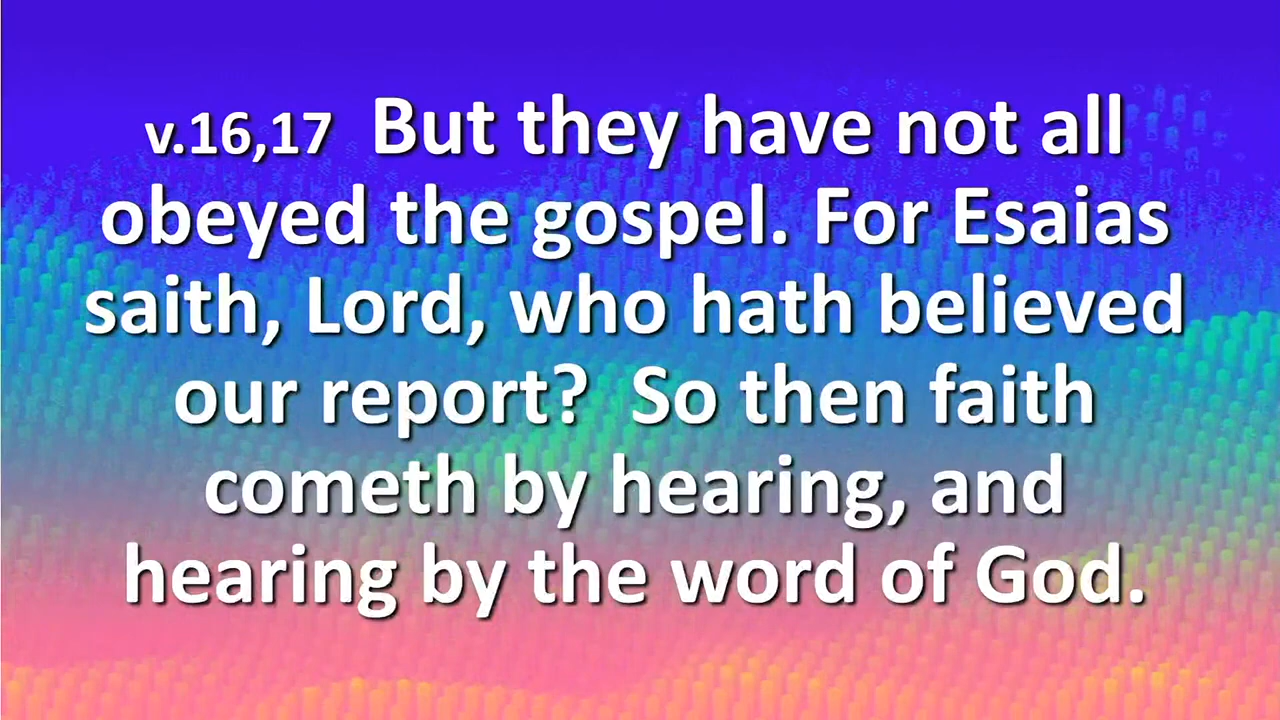 v.16,17 But they have not all
obeyed the gospel. For Esaias
saith, Lord, who hath believed
our report? So then faith
cometh by hearing, and
hearing by the word of God.